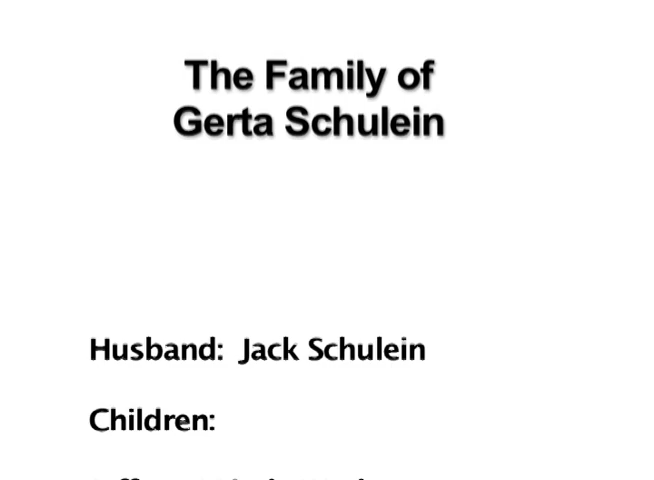 The Family of
Gerta Schulein
Husband: Jack Schulein
Children: